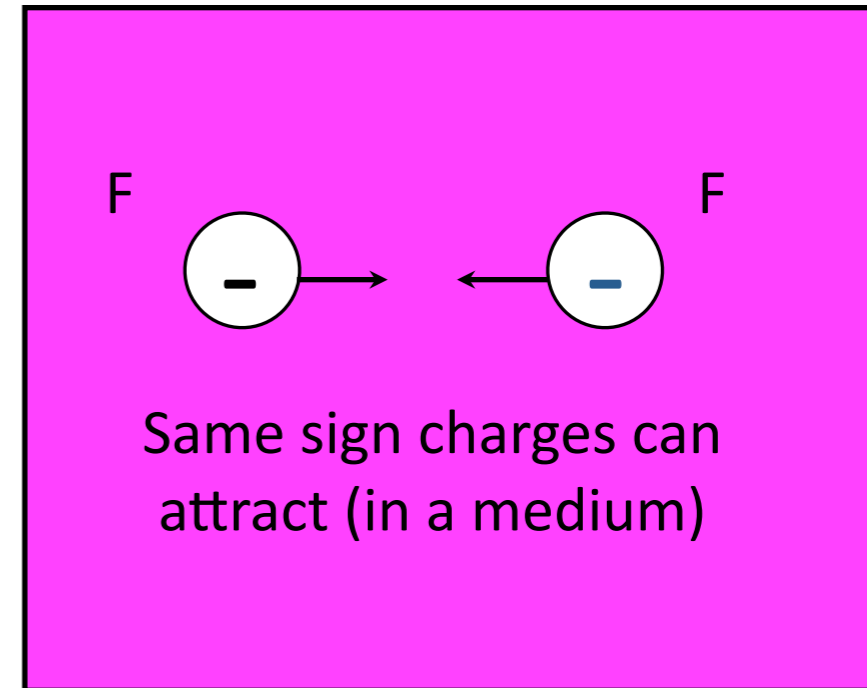 F F
- -
Same sign charges can
attract (in a medium)